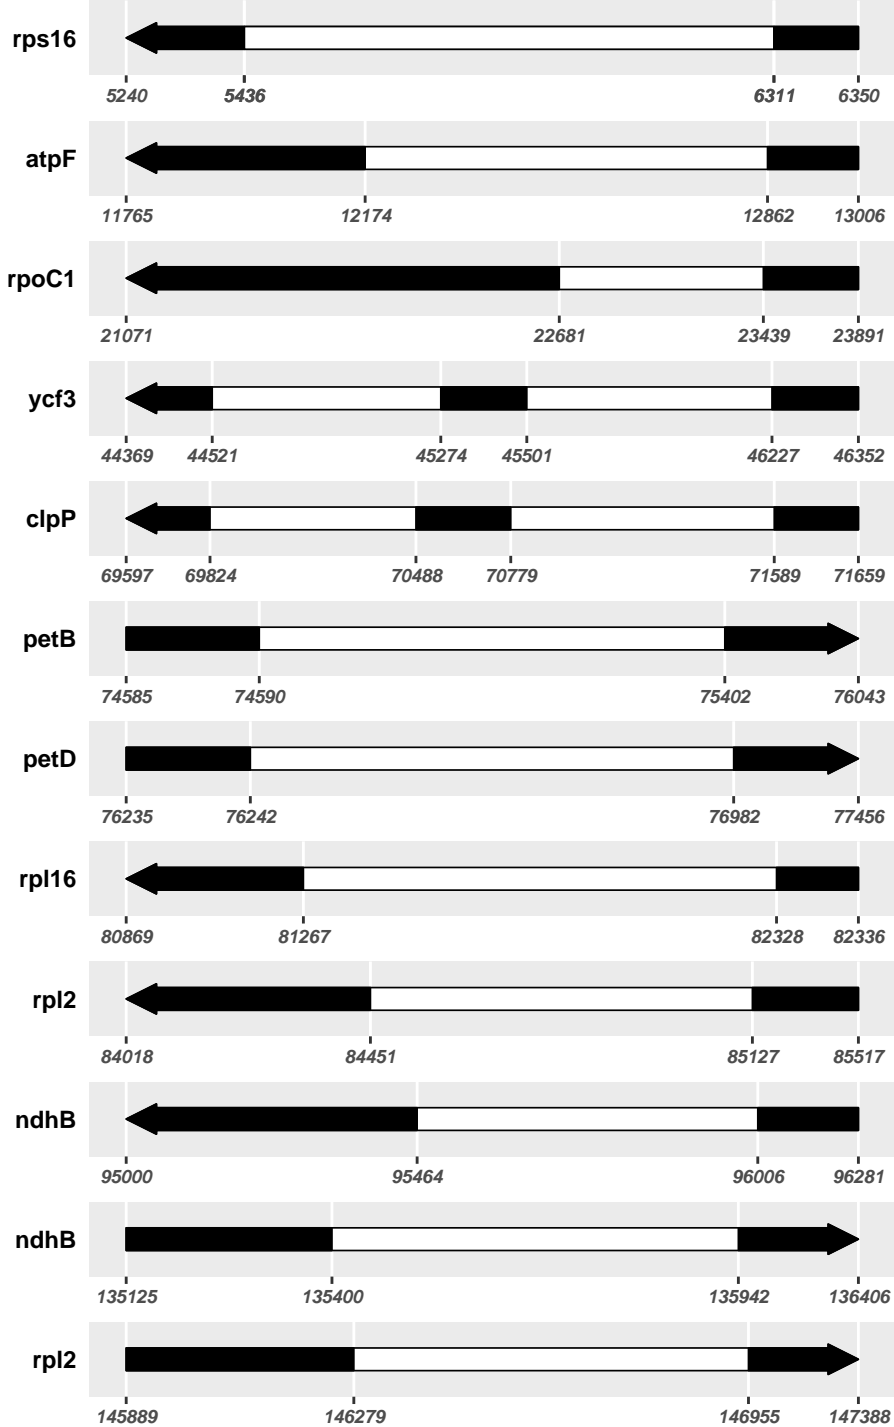 rps16
5240 5436 6311 6350
atpF
11765 12174 12862 13006
rpoC1
21071 22681 23439 23891
ycf3
44369 44521 45274 45501 46227 46352
clpP
69597 69824 70488 70779 71589 71659
petB
74585 74590 75402 76043
petD
76235 76242 76982 77456
rpl16
80869 81267 82328 82336
rpl2
84018 84451 85127 85517
ndhB
95000 95464 96006 96281
ndhB
135125 135400 135942 136406
rpl2
145889 146279 146955 147388